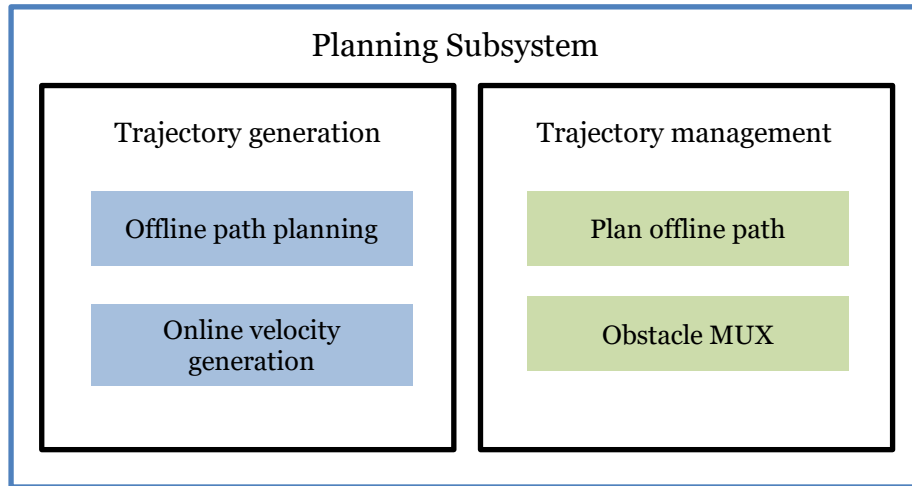 Planning Subsystem
Trajectory generation
Offline path planning
Online velocity
generation
Trajectory management
Plan offline path
Obstacle MUX